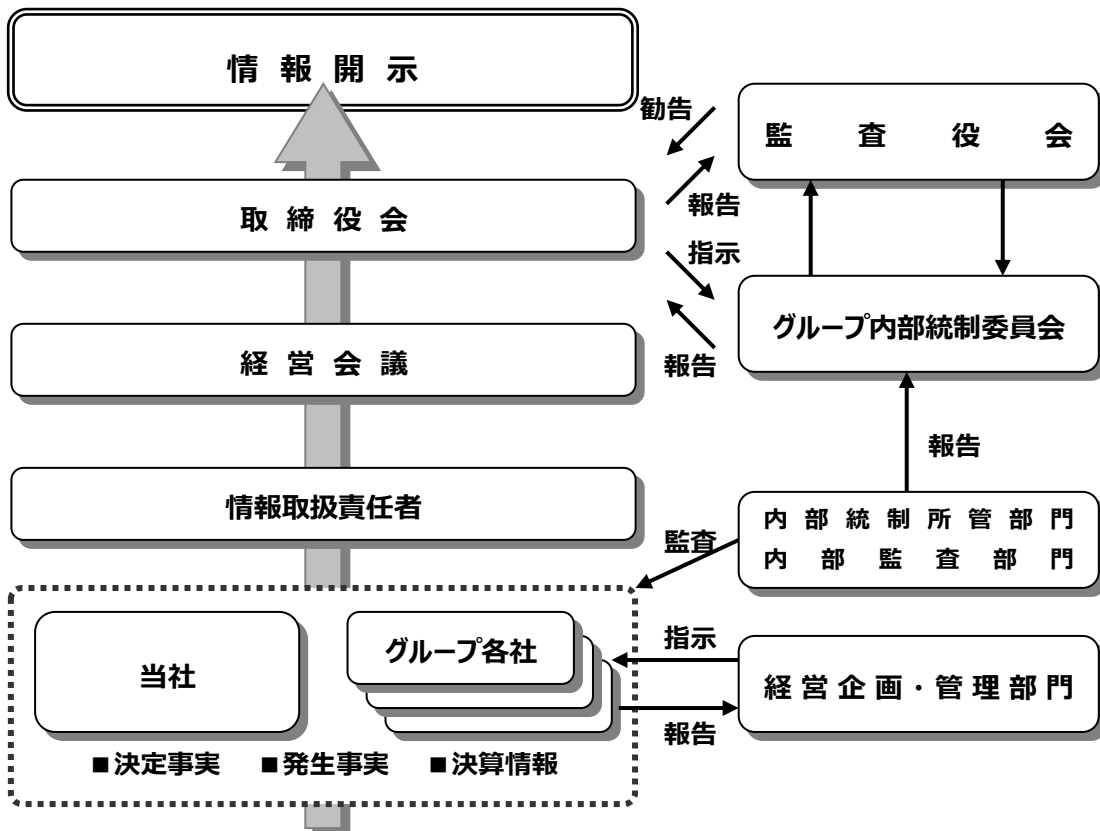 情報開示
勧告
監査役会
取締役会
報告
指示
経営会議
グループ内部統制委員会
報告
報告
情報取扱責任者
内部統制所管部門
内部監査部門
監査
当社
グループ各社
指示
経営企画・管理部門
報告
■決定事実 ■発生事実 ■決算情報